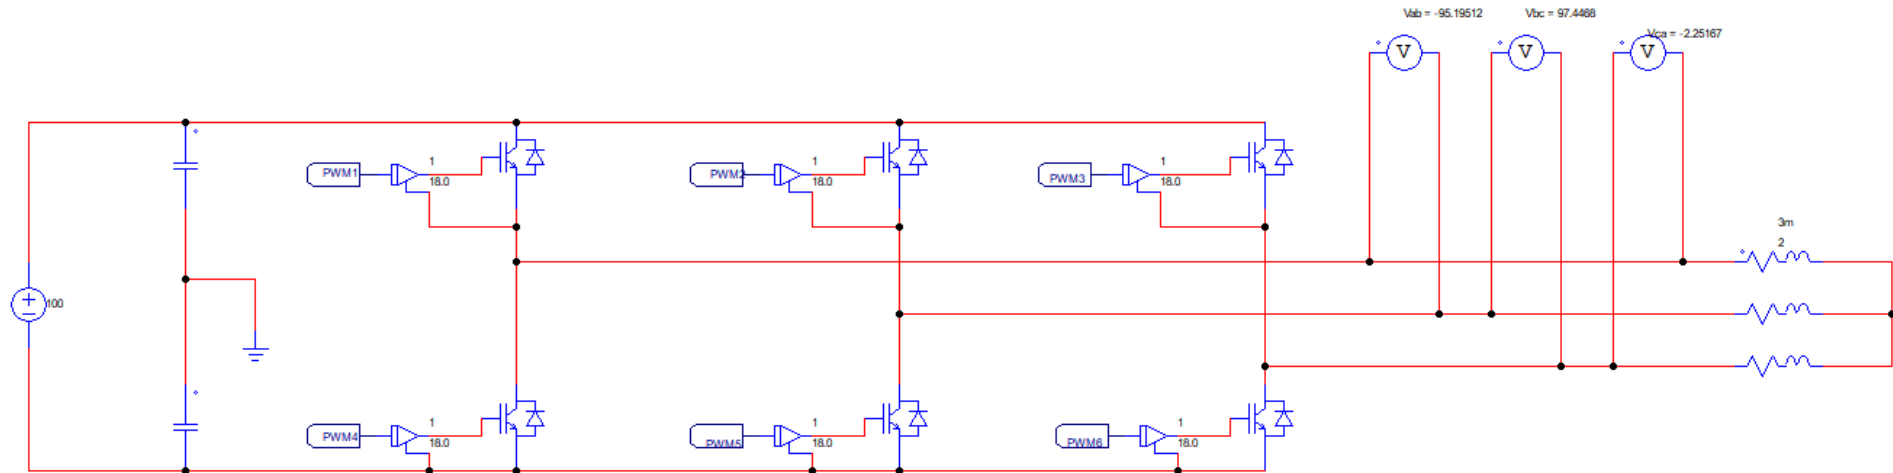 Vab = -95.19512
Vbc = 97.4468
Vca = -2.25167
V
V
V
1
PWM1
18.0
1
PWM2
18.0
1
PWM3
18.0
3m
2
100
1
PWM4
18.0
1
PWM5
18.0
1
PWM6
18.0